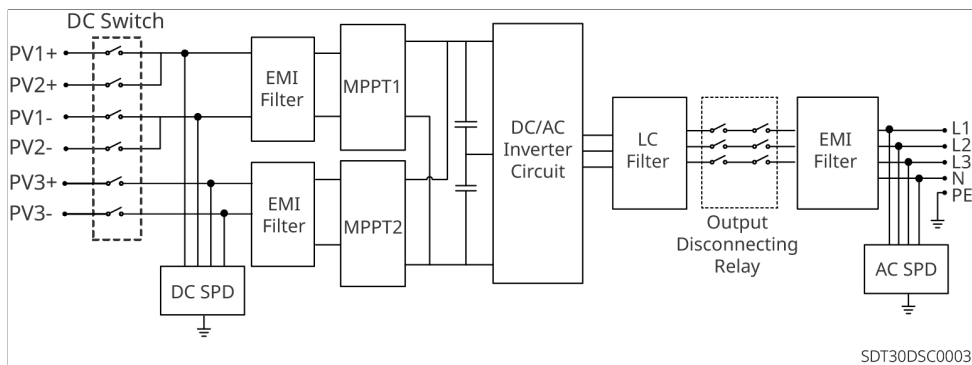 DC Switch
PV1+
PV2+
PV1-
PV2-
PV3+
PV3-
EMI
Filter
MPPT1
EMI
Filter
MPPT2
DC SPD
DC/AC
Inverter
Circuit
LC
Filter
Output
Disconnecting
Relay
EMI
Filter
L1
L2
L3
N
PE
AC SPD
SDT30DSC0003